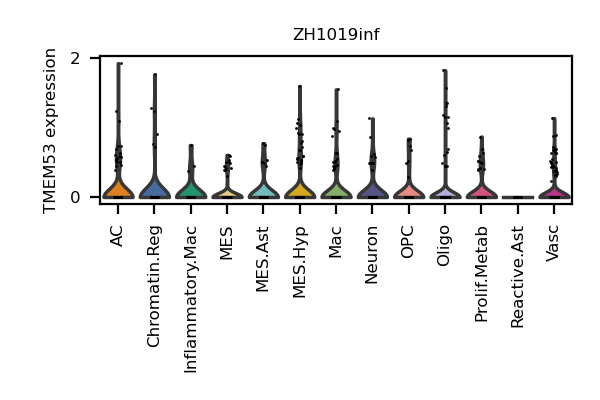 ZH1019inf
TMEM53 expression
2
0
AC
Chromatin.Reg
Inflammatory.Mac
MES
MES.Ast
MES.Hyp
Mac
Neuron
OPC
Oligo
Prolif.Metab
Reactive.Ast
Vasc